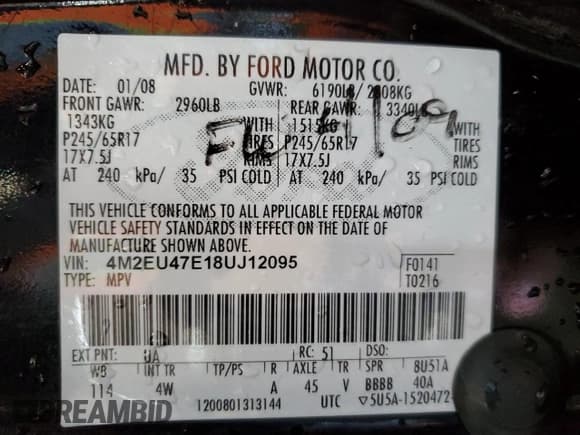 MFD. BY FORD MOTOR CO.
DATE: 01/08 GVWR: 6190LB/ 2808KG
FRONT GAWR: 2960LB REAR GAWR: 3340LB
1343KG WITH 1515KG WITH
P245/65R17 TIRES P245/65R17 TIRES
17X7.5J RIMS 17X7.5J RIMS
AT 240 kPa/ 35 PSI COLD AT 240 kPa/ 35 PSI COLD
THIS VEHICLE CONFORMS TO ALL APPLICABLE FEDERAL MOTOR
VEHICLE SAFETY STANDARDS IN EFFECT ON THE DATE OF
MANUFACTURE SHOWN ABOVE.
VIN: 4M2EU47E18UJ12095 F0141
TYPE: MPV T0216
EXT PNT: UA RC: 51 DSO:
WB INT TR TP/PS R AXLE TR SPR 8U51A
114 4W A 45 V BBBB 40A
1200801313144 UTC ▽5U5A-1520472-
BREAMBID